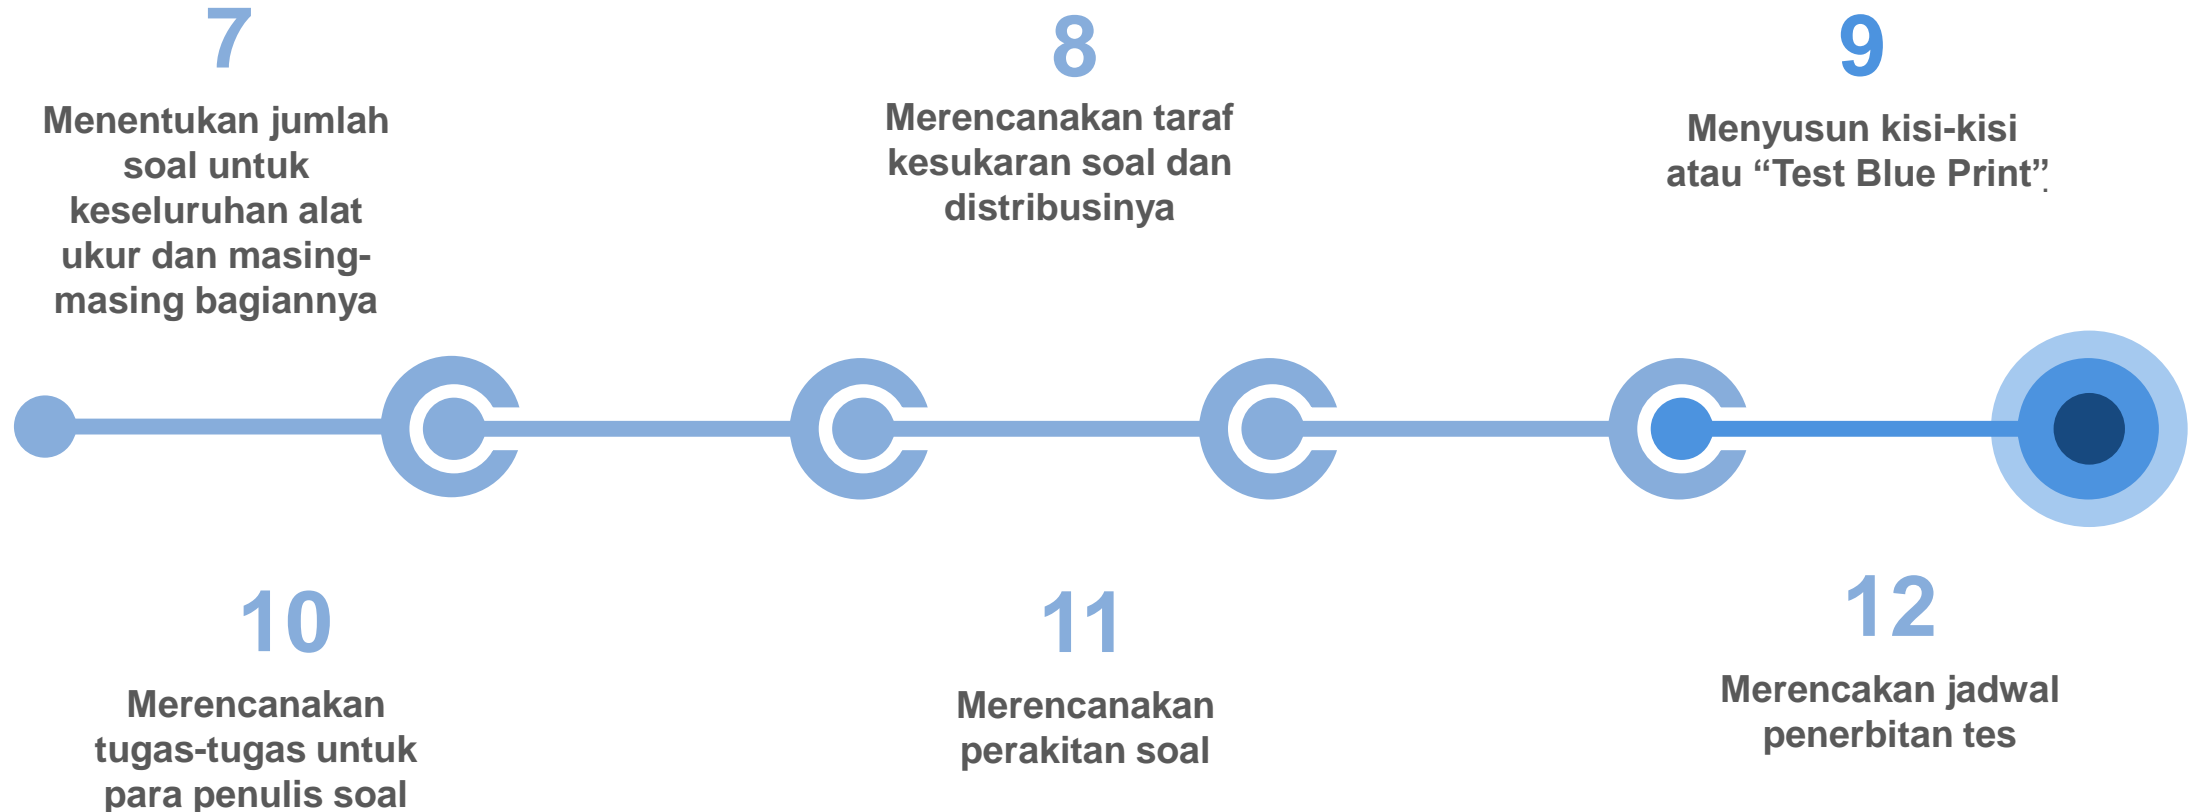 7
Menentukan jumlah
soal untuk
keseluruhan alat
ukur dan masing-
masing bagiannya
8
Merencanakan taraf
kesukaran soal dan
distribusinya
9
Menyusun kisi-kisi
atau “Test Blue Print”.
10
Merencanakan
tugas-tugas untuk
para penulis soal
11
Merencanakan
perakitan soal
12
Merencakan jadwal
penerbitan tes